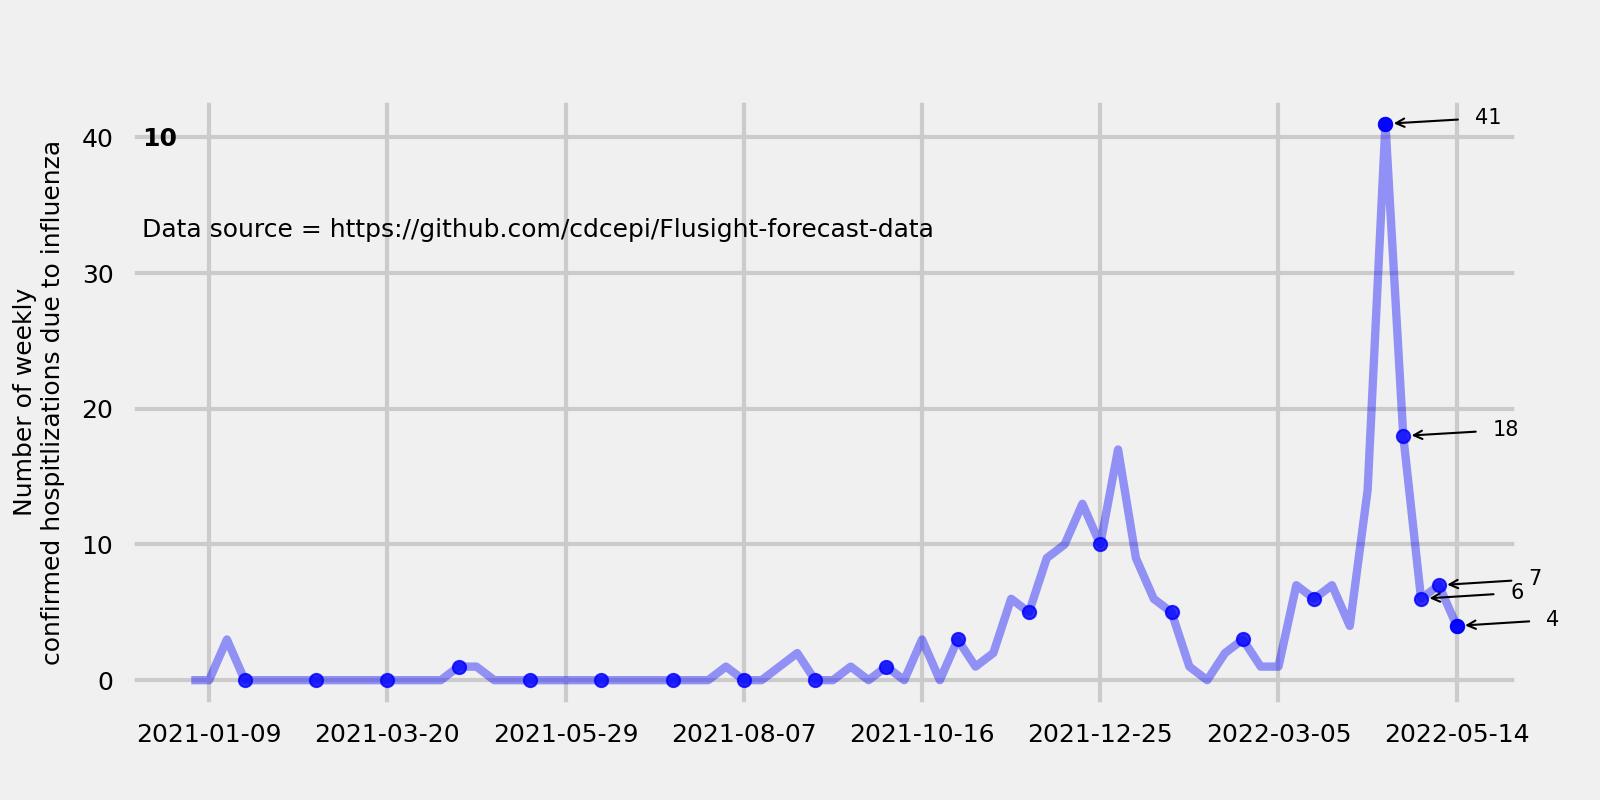 Number of weekly
confirmed hospitlizations due to influenza
40
30
20
10
0
10
Data source = https://github.com/cdcepi/Flusight-forecast-data
41
18
7
6
4
2021-01-09 2021-03-20 2021-05-29 2021-08-07 2021-10-16 2021-12-25 2022-03-05 2022-05-14